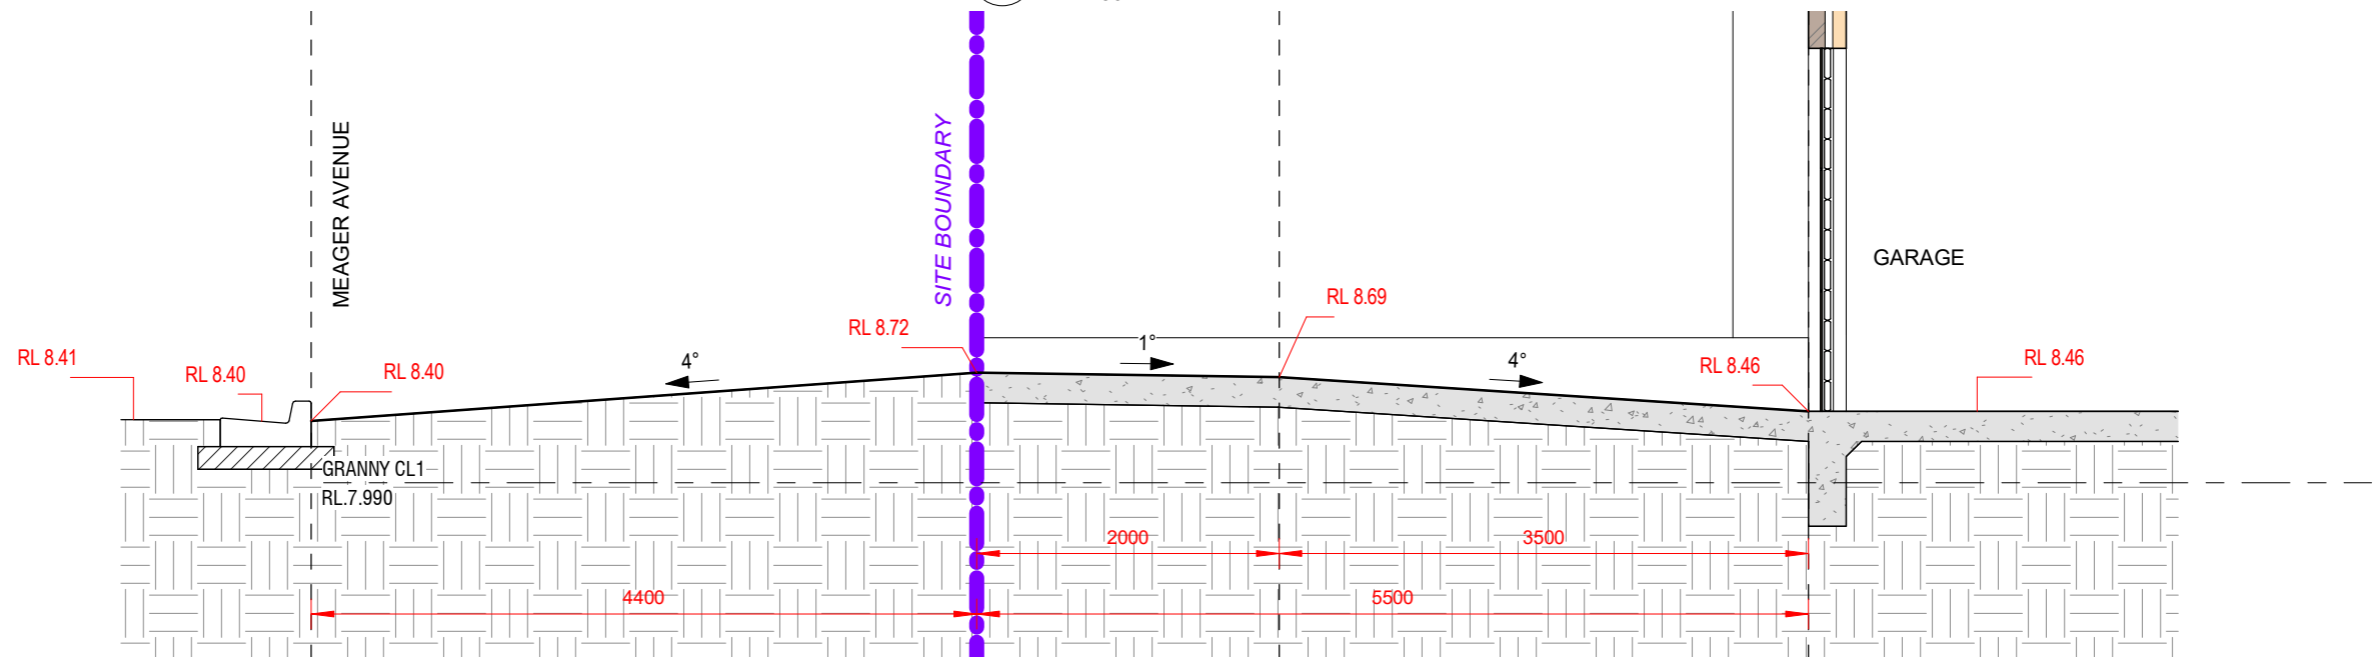 MEAGER AVENUE
SITE BOUNDARY
GARAGE
RL 8.69
RL 8.72
1°
RL 8.41
RL 8.40
RL 8.40
4°
4°
RL 8.46
RL 8.46
GRANNY CL1
RL.7.990
2000
3500
4400
5500